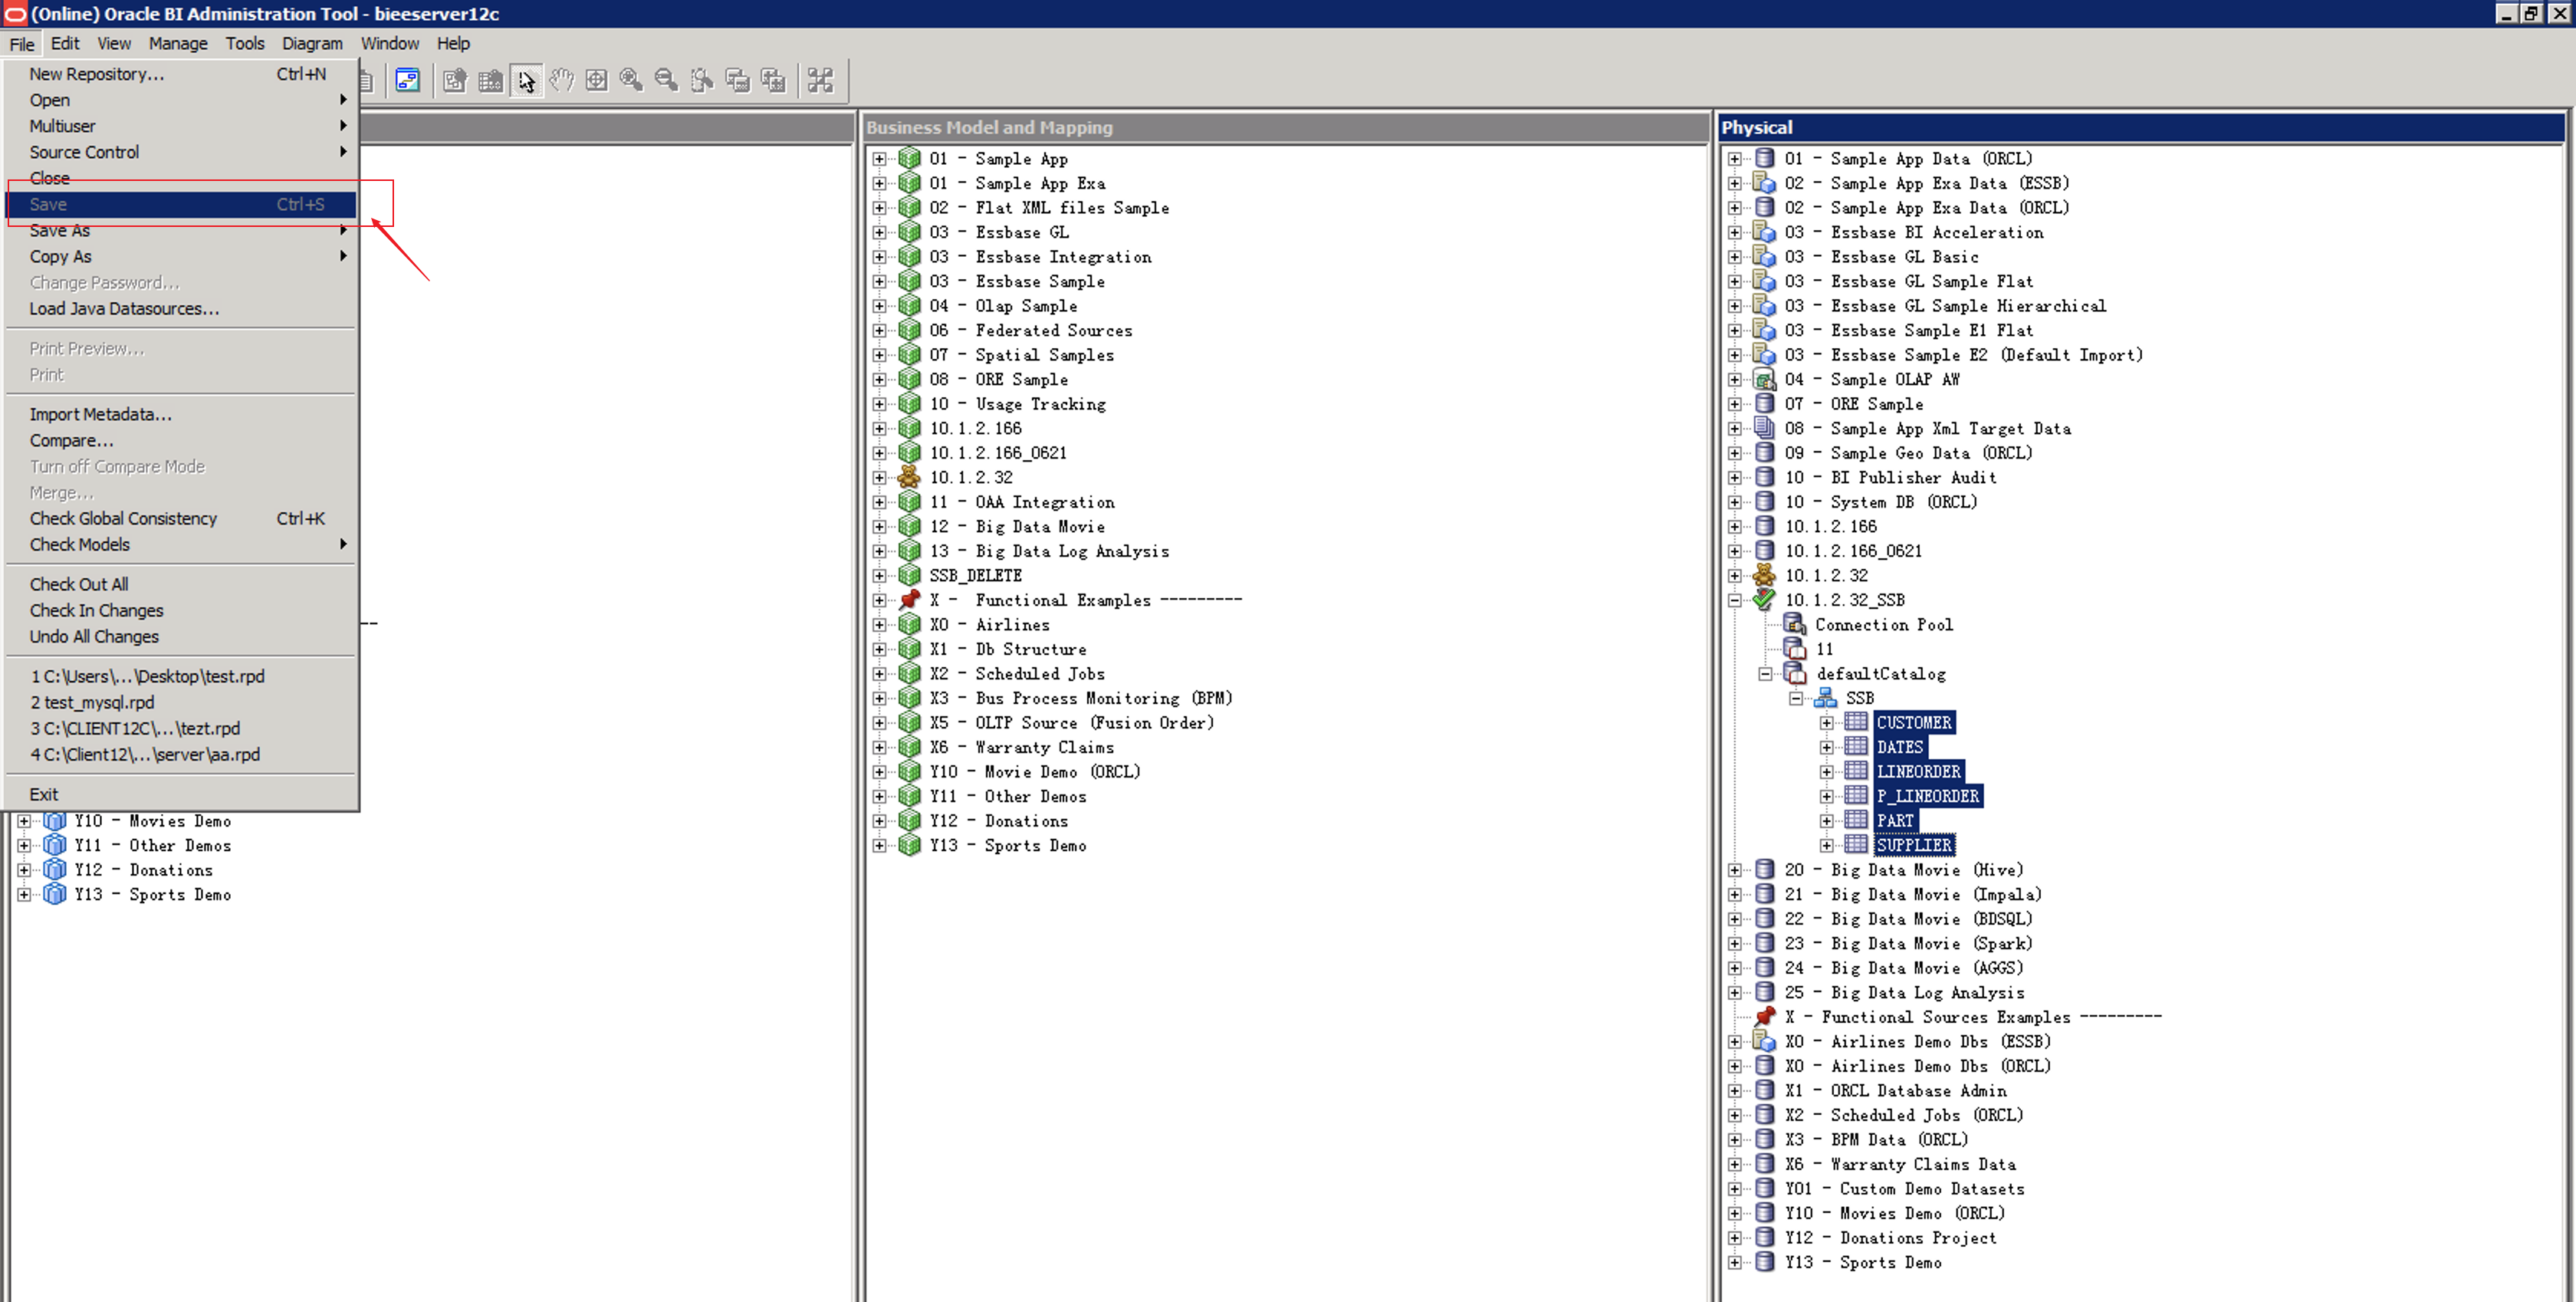 (Online) Oracle BI Administration Tool - bieeserver12c
File Edit View Manage Tools Diagram Window Help
New Repository... Ctrl+N
Open
Multiuser
Source Control
Close
Save Ctrl+S
Save As
Copy As
Change Password...
Load Java Datasources...
Print Preview...
Print
Import Metadata...
Compare...
Turn off Compare Mode
Merge...
Check Global Consistency Ctrl+K
Check Models
Check Out All
Check In Changes
Undo All Changes
1 C:\Users\...\Desktop\test.rpd
2 test_mysql.rpd
3 C:\CLIENT12C\...\tezt.rpd
4 C:\Client12\...\server\aa.rpd
Exit
--
Y10 - Movies Demo
Y11 - Other Demos
Y12 - Donations
Y13 - Sports Demo
Business Model and Mapping
01 - Sample App
01 - Sample App Exa
02 - Flat XML files Sample
03 - Essbase GL
03 - Essbase Integration
03 - Essbase Sample
04 - Olap Sample
06 - Federated Sources
07 - Spatial Samples
08 - ORE Sample
10 - Usage Tracking
10.1.2.166
10.1.2.166_0621
10.1.2.32
11 - OAA Integration
12 - Big Data Movie
13 - Big Data Log Analysis
SSB_DELETE
X - Functional Examples ---------
X0 - Airlines
X1 - Db Structure
X2 - Scheduled Jobs
X3 - Bus Process Monitoring (BPM)
X5 - OLTP Source (Fusion Order)
X6 - Warranty Claims
Y10 - Movie Demo (ORCL)
Y11 - Other Demos
Y12 - Donations
Y13 - Sports Demo
Physical
01 - Sample App Data (ORCL)
02 - Sample App Exa Data (ESSB)
02 - Sample App Exa Data (ORCL)
03 - Essbase BI Acceleration
03 - Essbase GL Basic
03 - Essbase GL Sample Flat
03 - Essbase GL Sample Hierarchical
03 - Essbase Sample E1 Flat
03 - Essbase Sample E2 (Default Import)
04 - Sample OLAP AW
07 - ORE Sample
08 - Sample App Xml Target Data
09 - Sample Geo Data (ORCL)
10 - BI Publisher Audit
10 - System DB (ORCL)
10.1.2.166
10.1.2.166_0621
10.1.2.32
10.1.2.32_SSB
Connection Pool
11
defaultCatalog
SSB
CUSTOMER
DATES
LINEORDER
P_LINEORDER
PART
SUPPLIER
20 - Big Data Movie (Hive)
21 - Big Data Movie (Impala)
22 - Big Data Movie (BDSQL)
23 - Big Data Movie (Spark)
24 - Big Data Movie (AGGS)
25 - Big Data Log Analysis
X - Functional Sources Examples ---------
X0 - Airlines Demo Dbs (ESSB)
X0 - Airlines Demo Dbs (ORCL)
X1 - ORCL Database Admin
X2 - Scheduled Jobs (ORCL)
X3 - BPM Data (ORCL)
X6 - Warranty Claims Data
Y01 - Custom Demo Datasets
Y10 - Movies Demo (ORCL)
Y12 - Donations Project
Y13 - Sports Demo